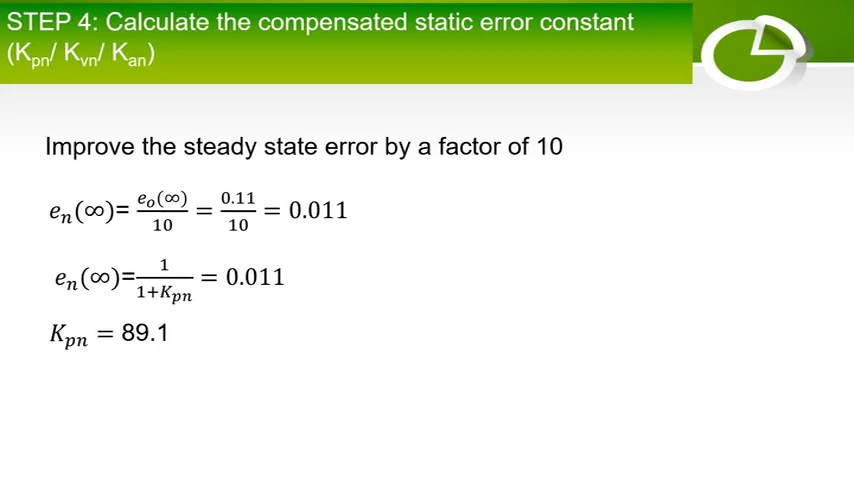 STEP 4: Calculate the compensated static error constant
(Kpn/ Kvn/ Kan)
Improve the steady state error by a factor of 10
eₙ(∞)= eₒ(∞)/10 = 0.11/10 = 0.011
eₙ(∞)= 1/(1+Kpn) = 0.011
Kpn = 89.1